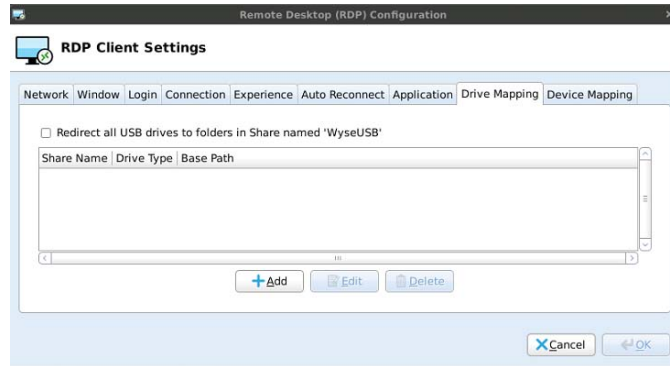 Remote Desktop (RDP) Configuration
RDP Client Settings
Network Window Login Connection Experience Auto Reconnect Application Drive Mapping Device Mapping
Redirect all USB drives to folders in Share named 'WyseUSB'
Share Name Drive Type Base Path
Add Edit Delete
Cancel OK